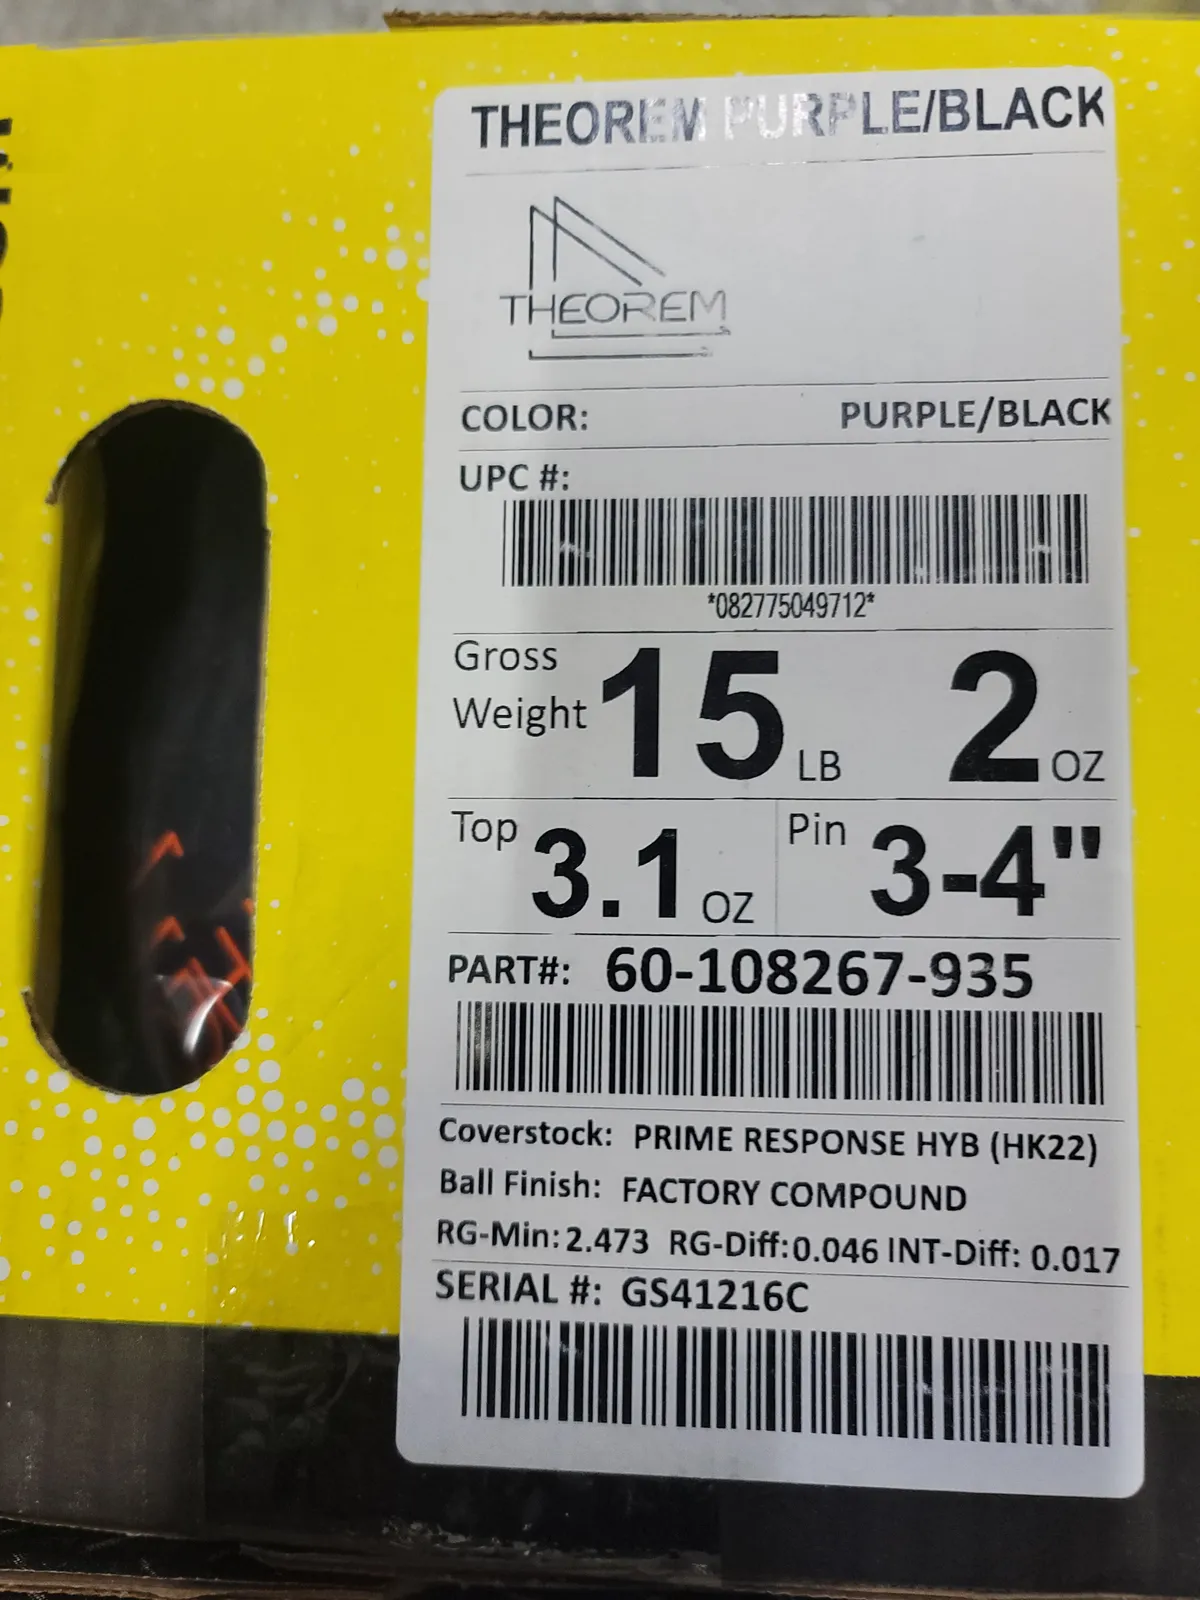 THEOREM PURPLE/BLACK
THEOREM
COLOR: PURPLE/BLACK
UPC #:
*082775049712*
Gross Weight 15 LB 2 OZ
Top 3.1 OZ Pin 3-4"
PART#: 60-108267-935
Coverstock: PRIME RESPONSE HYB (HK22)
Ball Finish: FACTORY COMPOUND
RG-Min: 2.473 RG-Diff: 0.046 INT-Diff: 0.017
SERIAL #: GS41216C